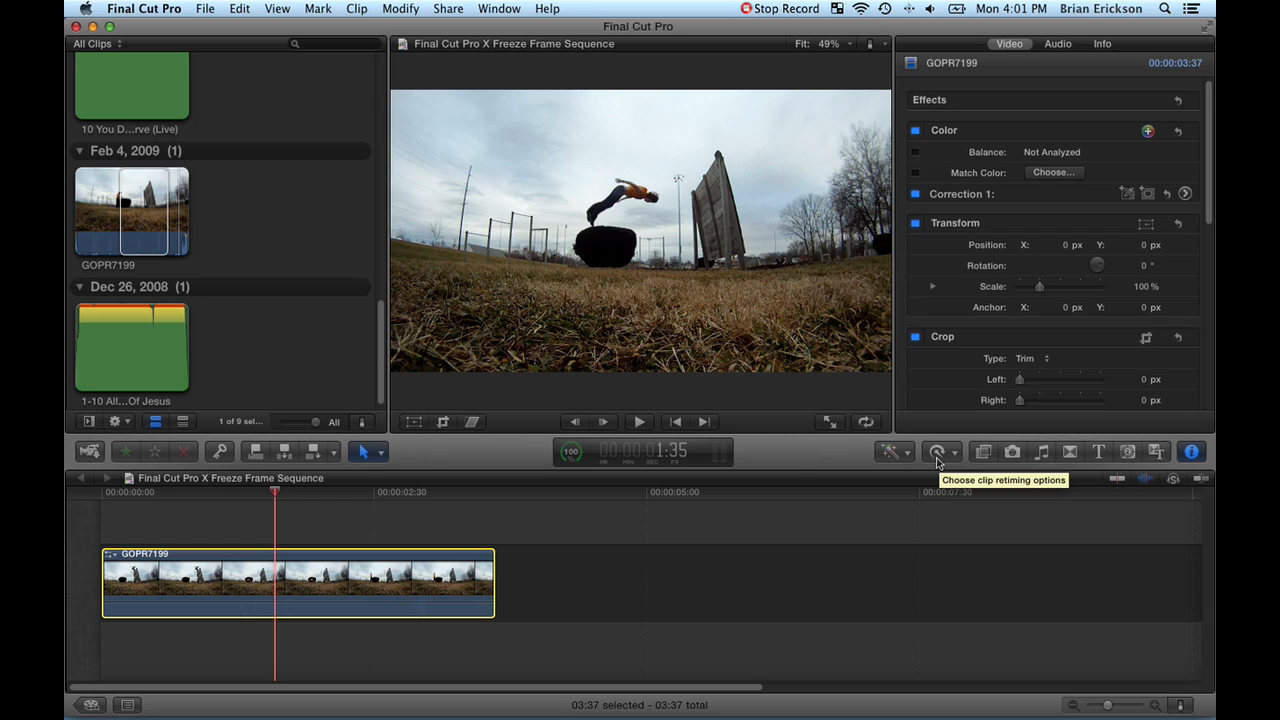 Final Cut Pro File Edit View Mark Clip Modify Share Window Help Stop Record Mon 4:01 PM Brian Erickson
Final Cut Pro
All Clips
Final Cut Pro X Freeze Frame Sequence Fit: 49%
Video Audio Info
GOPR7199 00:00:03:37
Effects
Color
Balance: Not Analyzed
Match Color: Choose...
Correction 1:
Transform
Position: X: 0 px Y: 0 px
Rotation: 0 °
Scale: 100 %
Anchor: X: 0 px Y: 0 px
Crop
Type: Trim
Left: 0 px
Right: 0 px
10 You D...rve (Live)
Feb 4, 2009 (1)
GOPR7199
Dec 26, 2008 (1)
1-10 All...Of Jesus
1 of 9 sel... All
100 00:00:01:35
HR MIN SEC FR
T
Choose clip retiming options
Final Cut Pro X Freeze Frame Sequence
00:00:00:00 00:00:02:30 00:00:05:00 00:00:07:30
GOPR7199
03:37 selected - 03:37 total